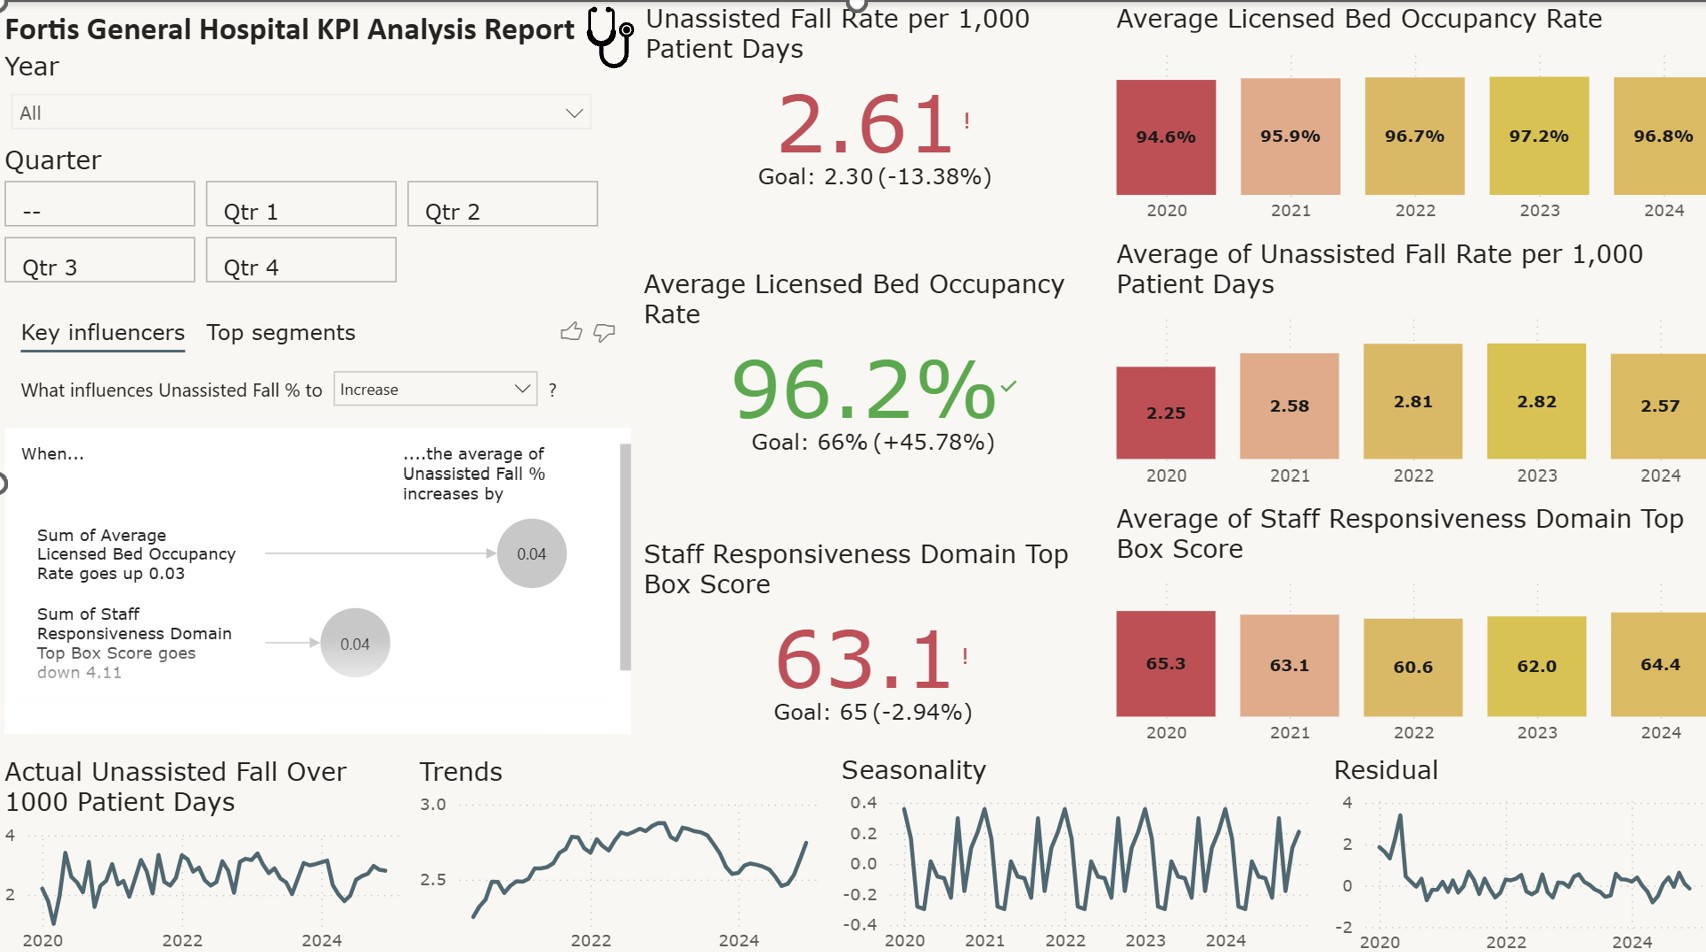 Fortis General Hospital KPI Analysis Report
Year
All
Quarter
--
Qtr 1
Qtr 2
Qtr 3
Qtr 4
Key influencers
Top segments
What influences Unassisted Fall % to
Increase
?
When...
....the average of
Unassisted Fall %
increases by
Sum of Average
Licensed Bed Occupancy
Rate goes up 0.03
0.04
Sum of Staff
Responsiveness Domain
Top Box Score goes
down 4.11
0.04
Unassisted Fall Rate per 1,000
Patient Days
2.61 !
Goal: 2.30 (-13.38%)
Average Licensed Bed Occupancy
Rate
96.2%
Goal: 66% (+45.78%)
Staff Responsiveness Domain Top
Box Score
63.1 !
Goal: 65 (-2.94%)
Average Licensed Bed Occupancy Rate
94.6%
95.9%
96.7%
97.2%
96.8%
2020
2021
2022
2023
2024
Average of Unassisted Fall Rate per 1,000
Patient Days
2.25
2.58
2.81
2.82
2.57
2020
2021
2022
2023
2024
Average of Staff Responsiveness Domain Top
Box Score
65.3
63.1
60.6
62.0
64.4
2020
2021
2022
2023
2024
Actual Unassisted Fall Over
1000 Patient Days
4
2
2020
2022
2024
Trends
3.0
2.5
2022
2024
Seasonality
0.4
0.2
0.0
-0.2
-0.4
2020
2021
2022
2023
2024
Residual
4
2
0
-2
2020
2022
2024